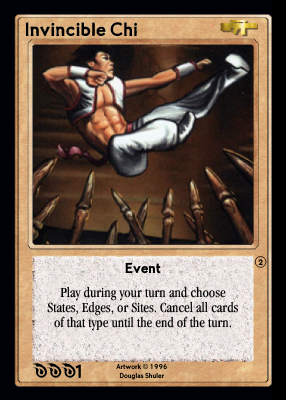 Invincible Chi
Event
2
Play during your turn and choose
States, Edges, or Sites. Cancel all cards
of that type until the end of the turn.
1
Artwork © 1996
Douglas Shuler